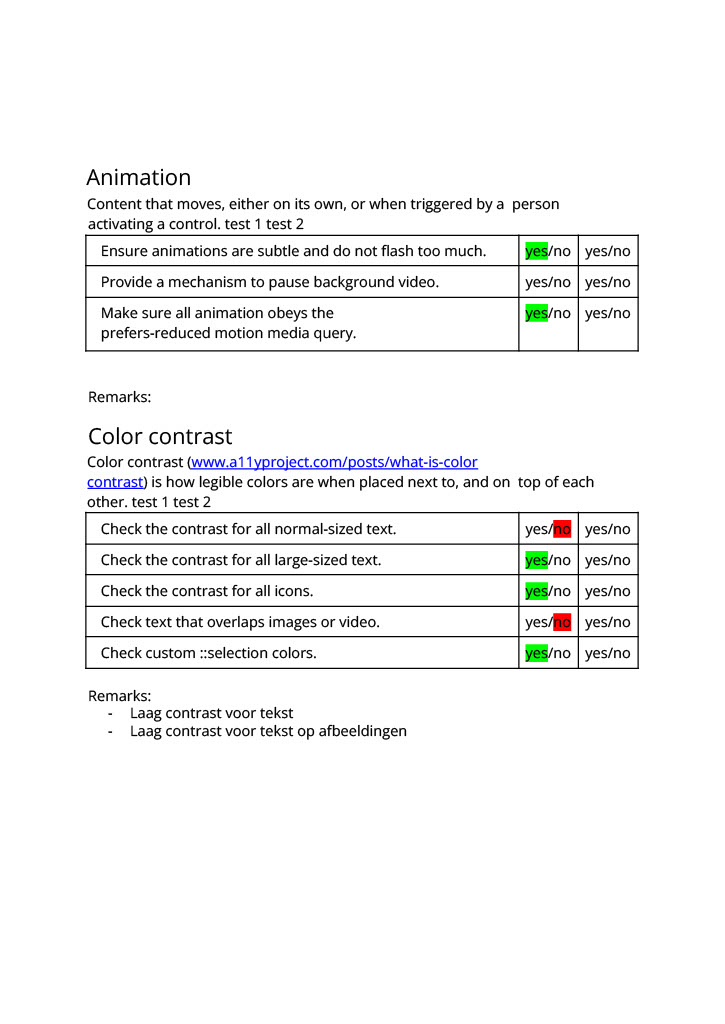 Animation
Content that moves, either on its own, or when triggered by a person
activating a control. test 1 test 2
Ensure animations are subtle and do not flash too much. yes/no yes/no
Provide a mechanism to pause background video. yes/no yes/no
Make sure all animation obeys the yes/no yes/no
prefers-reduced motion media query.
Remarks:
Color contrast
Color contrast (www.a11yproject.com/posts/what-is-color
contrast) is how legible colors are when placed next to, and on top of each
other. test 1 test 2
Check the contrast for all normal-sized text. yes/no yes/no
Check the contrast for all large-sized text. yes/no yes/no
Check the contrast for all icons. yes/no yes/no
Check text that overlaps images or video. yes/no yes/no
Check custom ::selection colors. yes/no yes/no
Remarks:
- Laag contrast voor tekst
- Laag contrast voor tekst op afbeeldingen